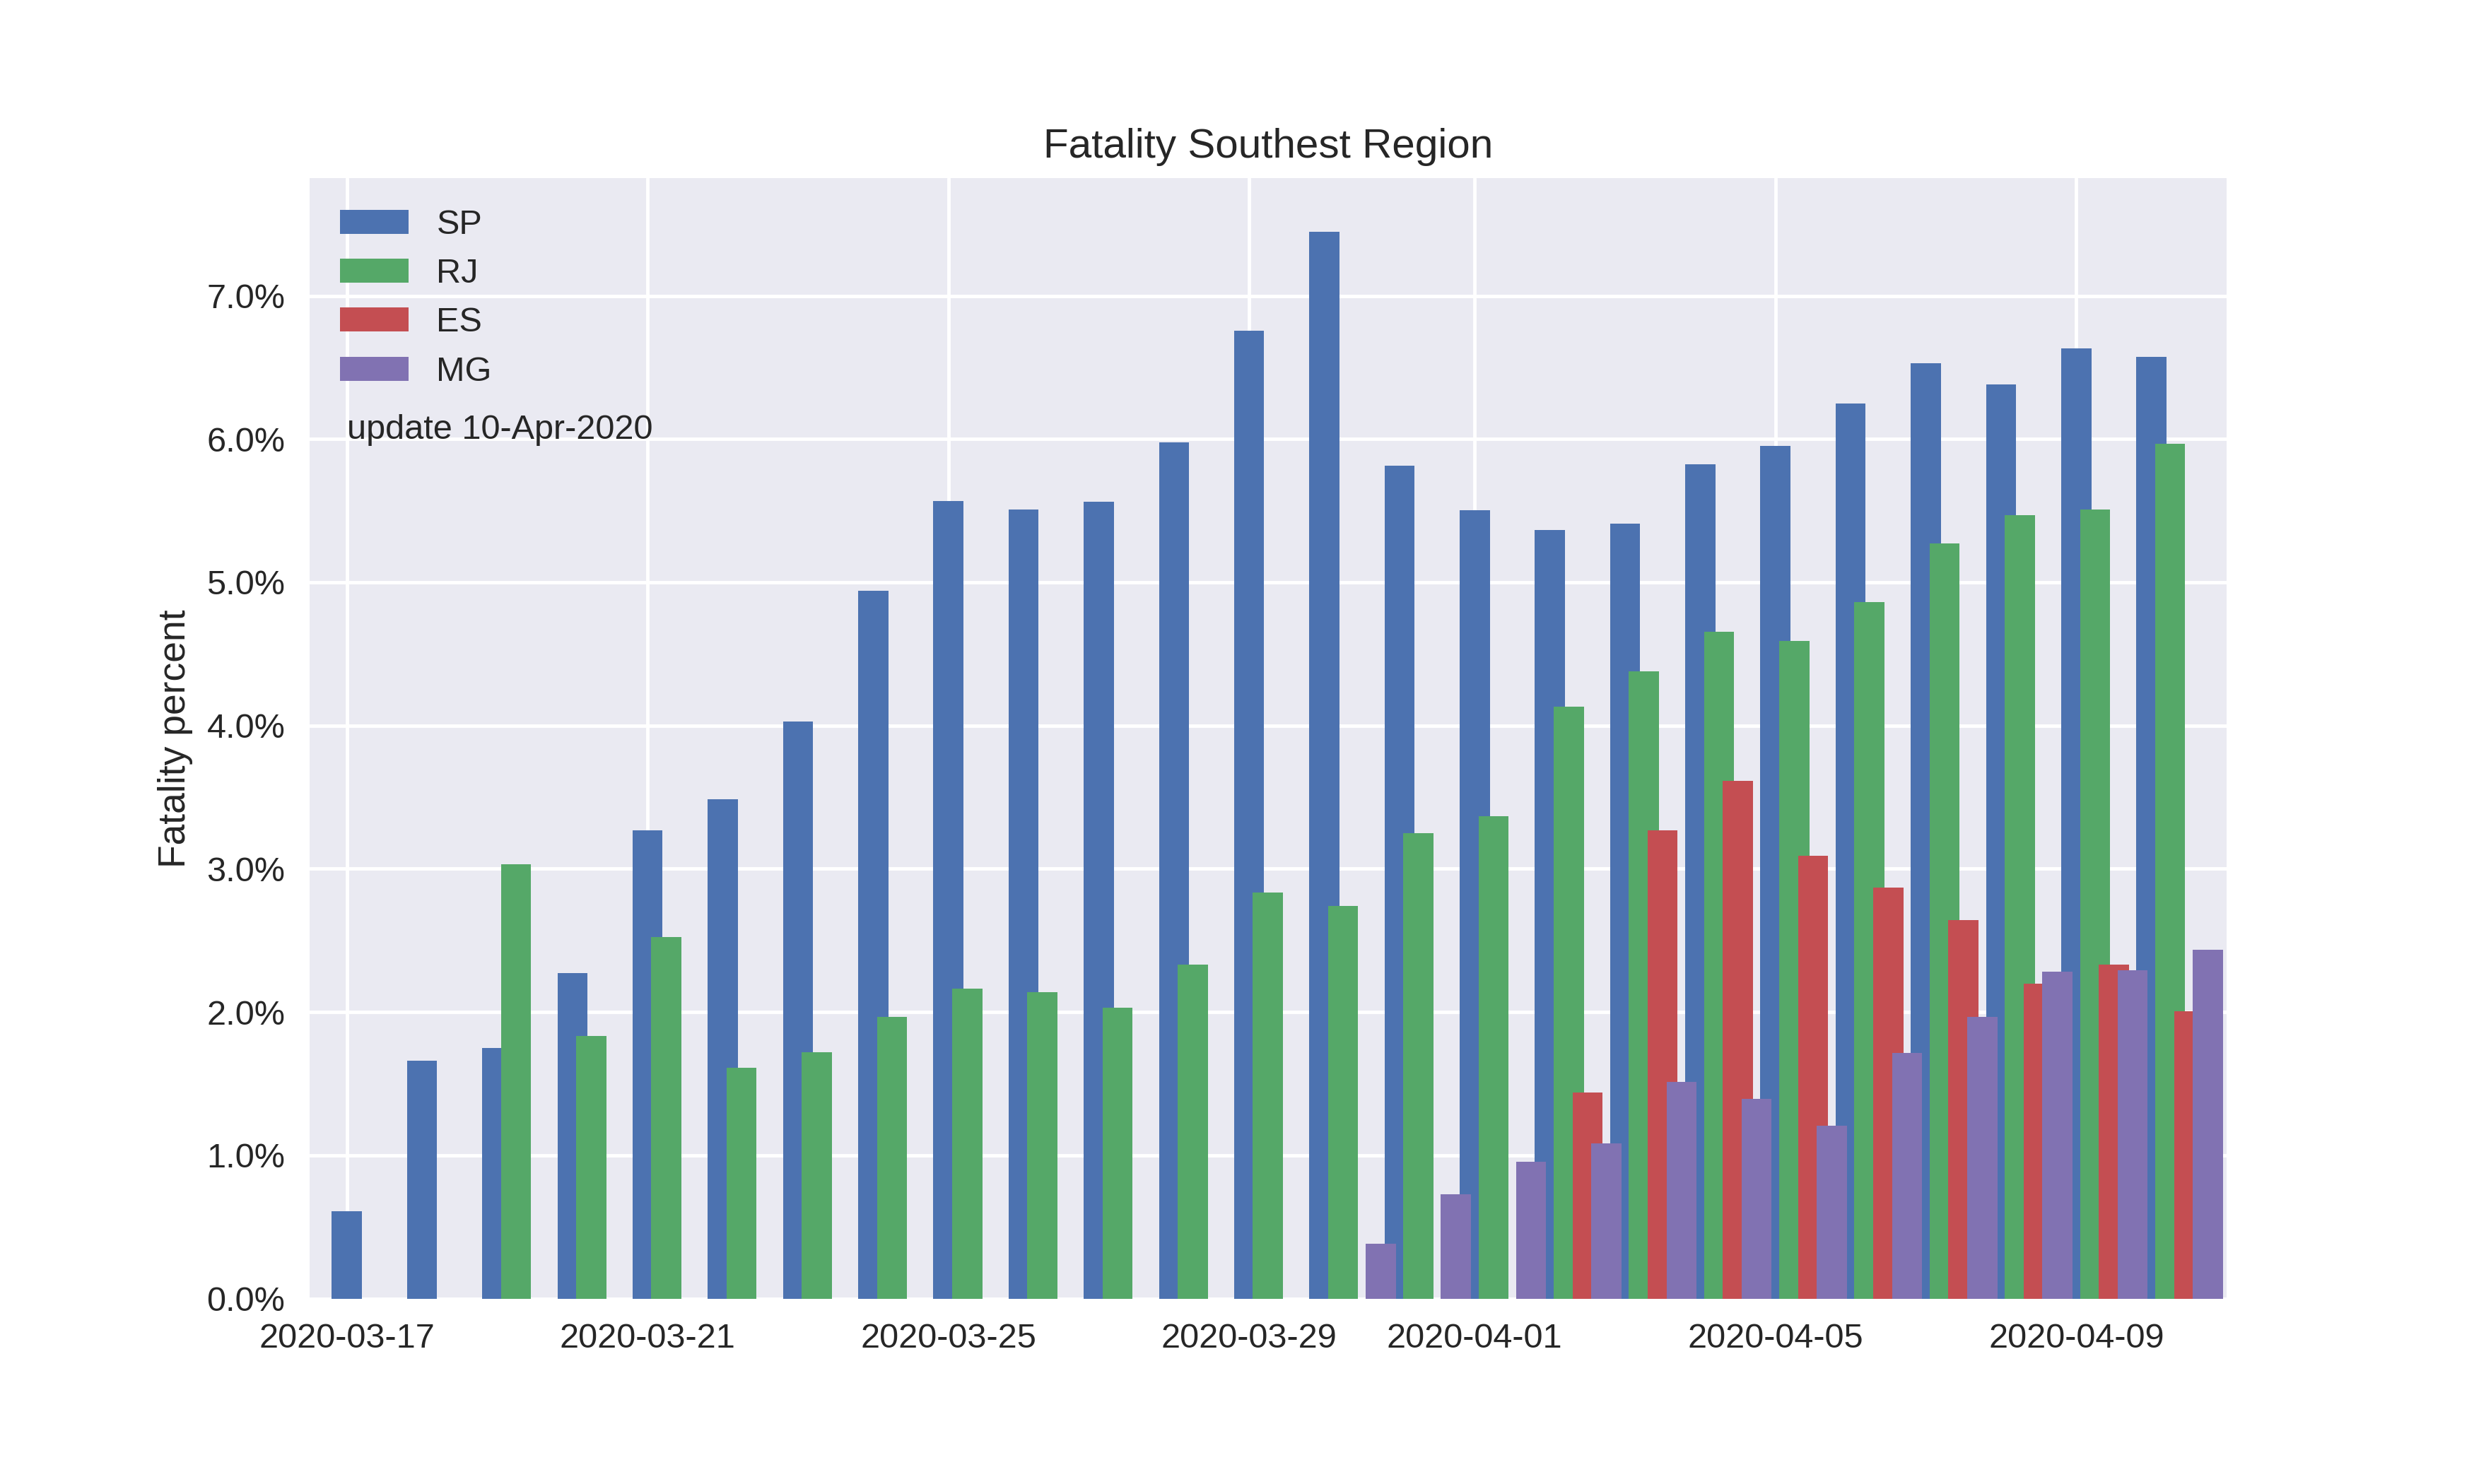 Fatality Southest Region
SP
RJ
ES
MG
update 10-Apr-2020
Fatality percent
7.0%
6.0%
5.0%
4.0%
3.0%
2.0%
1.0%
0.0%
2020-03-17 2020-03-21 2020-03-25 2020-03-29 2020-04-01 2020-04-05 2020-04-09